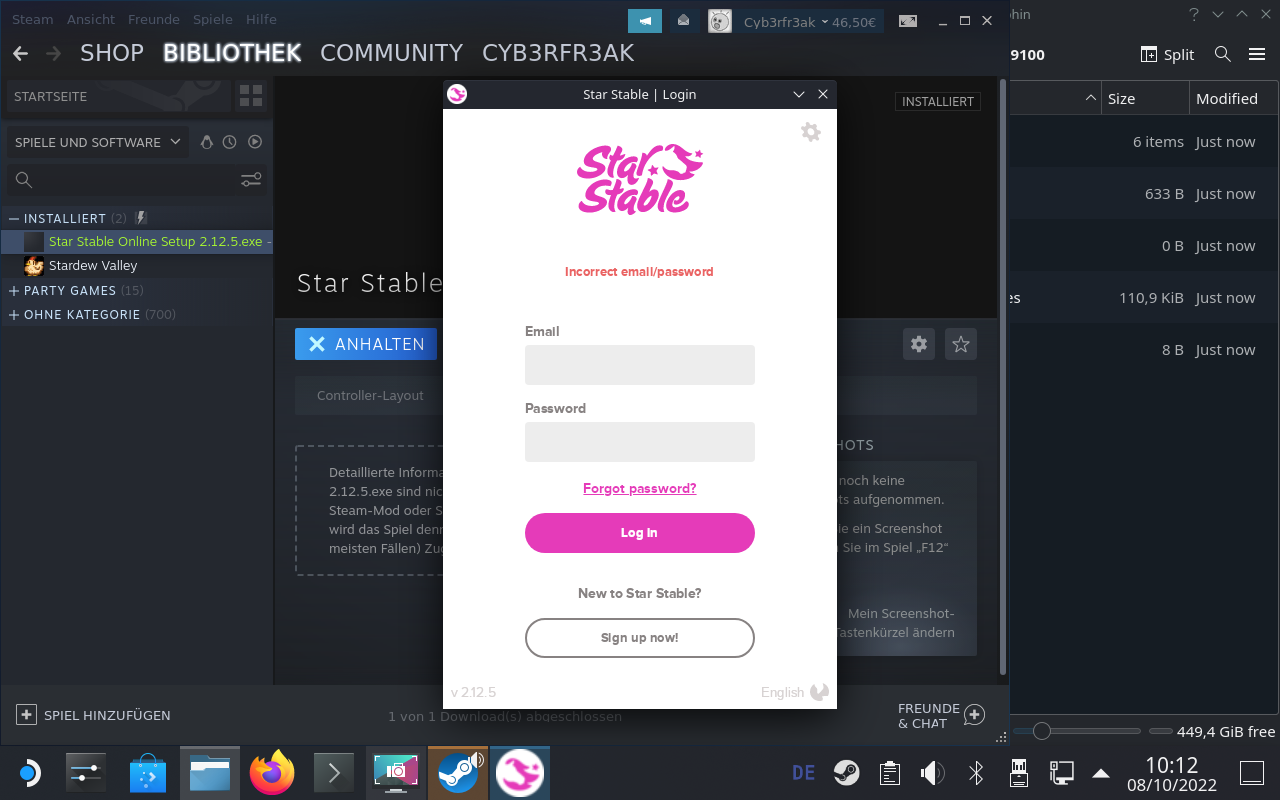 Steam Ansicht Freunde Spiele Hilfe
Cyb3rfr3ak 46,50€
SHOP BIBLIOTHEK COMMUNITY CYB3RFR3AK
STARTSEITE
SPIELE UND SOFTWARE
INSTALLIERT (2)
Star Stable Online Setup 2.12.5.exe -
Stardew Valley
PARTY GAMES (15)
OHNE KATEGORIE (700)
INSTALLIERT
Star Stable
ANHALTEN
Controller-Layout
Detaillierte Informa
2.12.5.exe sind nic
Steam-Mod oder S
wird das Spiel denn
meisten Fällen) Zug
HOTS
noch keine
ts aufgenommen.
ie ein Screenshot
Sie im Spiel „F12“
Mein Screenshot-
Tastenkürzel ändern
SPIEL HINZUFÜGEN
1 von 1 Download(s) abgeschlossen
FREUNDE
& CHAT
Star Stable | Login
Star
Stable
Incorrect email/password
Email
Password
Forgot password?
Log In
New to Star Stable?
Sign up now!
v 2.12.5
English
phin
9100
Split
Size Modified
6 items Just now
633 B Just now
0 B Just now
es 110,9 KiB Just now
8 B Just now
449,4 GiB free
DE
10:12
08/10/2022